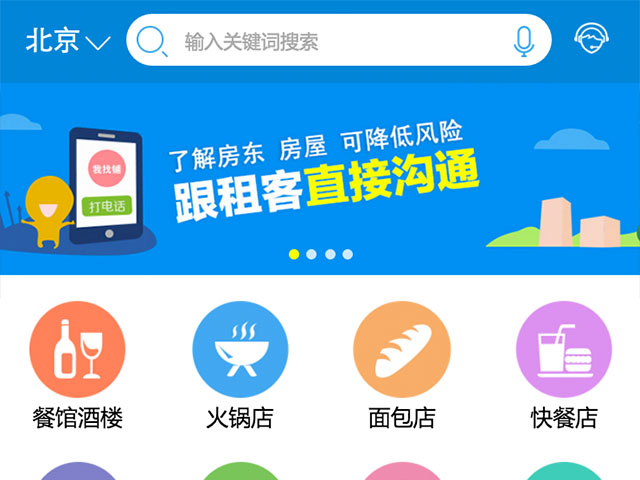 北京
输入关键词搜索
了解房东 房屋 可降低风险
跟租客直接沟通
我找铺
打电话
餐馆酒楼
火锅店
面包店
快餐店